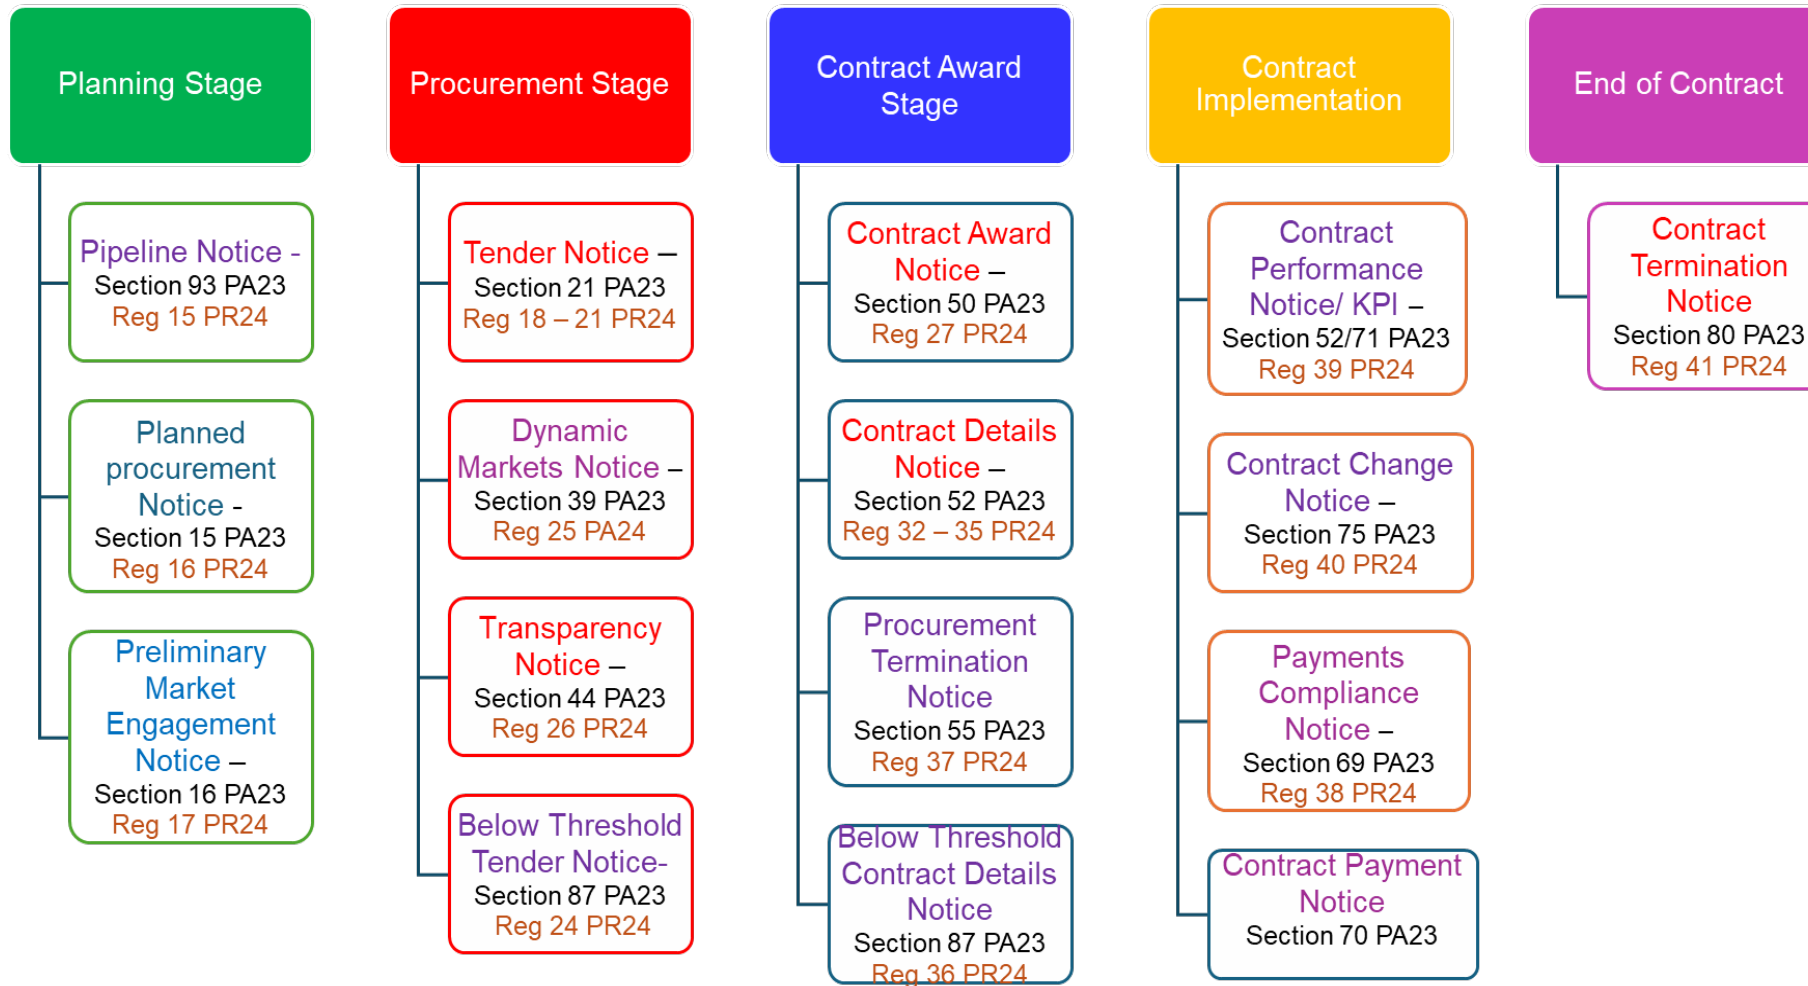 Planning Stage
Pipeline Notice -
Section 93 PA23
Reg 15 PR24
Planned
procurement
Notice -
Section 15 PA23
Reg 16 PR24
Preliminary
Market
Engagement
Notice –
Section 16 PA23
Reg 17 PR24
Procurement Stage
Tender Notice –
Section 21 PA23
Reg 18 – 21 PR24
Dynamic
Markets Notice –
Section 39 PA23
Reg 25 PA24
Transparency
Notice –
Section 44 PA23
Reg 26 PR24
Below Threshold
Tender Notice-
Section 87 PA23
Reg 24 PR24
Contract Award
Stage
Contract Award
Notice –
Section 50 PA23
Reg 27 PR24
Contract Details
Notice –
Section 52 PA23
Reg 32 – 35 PR24
Procurement
Termination
Notice
Section 55 PA23
Reg 37 PR24
Below Threshold
Contract Details
Notice
Section 87 PA23
Reg 36 PR24
Contract
Implementation
Contract
Performance
Notice/ KPI –
Section 52/71 PA23
Reg 39 PR24
Contract Change
Notice –
Section 75 PA23
Reg 40 PR24
Payments
Compliance
Notice –
Section 69 PA23
Reg 38 PR24
Contract Payment
Notice
Section 70 PA23
End of Contract
Contract
Termination
Notice
Section 80 PA23
Reg 41 PR24